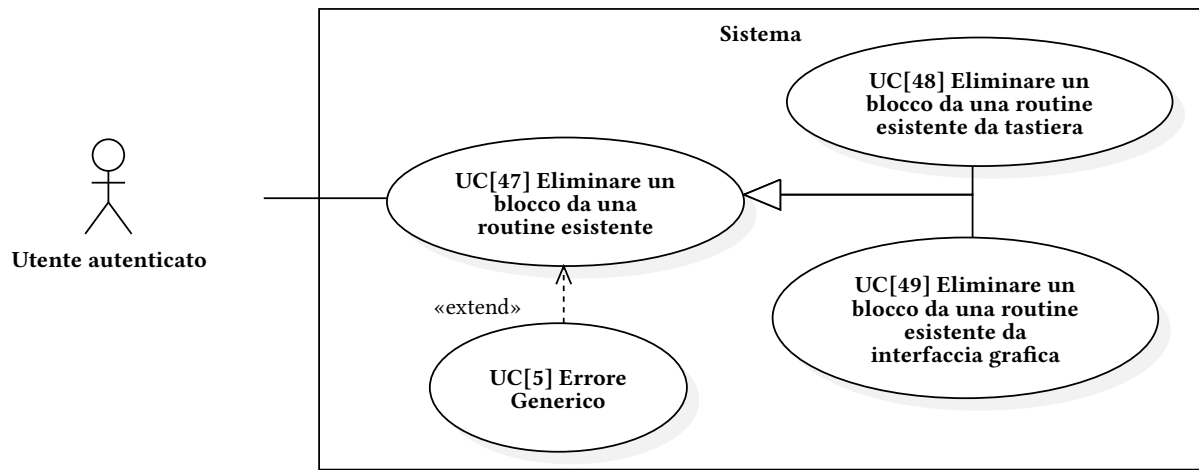 Sistema
UC[48] Eliminare un
blocco da una routine
esistente da tastiera
UC[47] Eliminare un
blocco da una
routine esistente
Utente autenticato
UC[49] Eliminare un
blocco da una routine
esistente da
interfaccia grafica
«extend»
UC[5] Errore
Generico